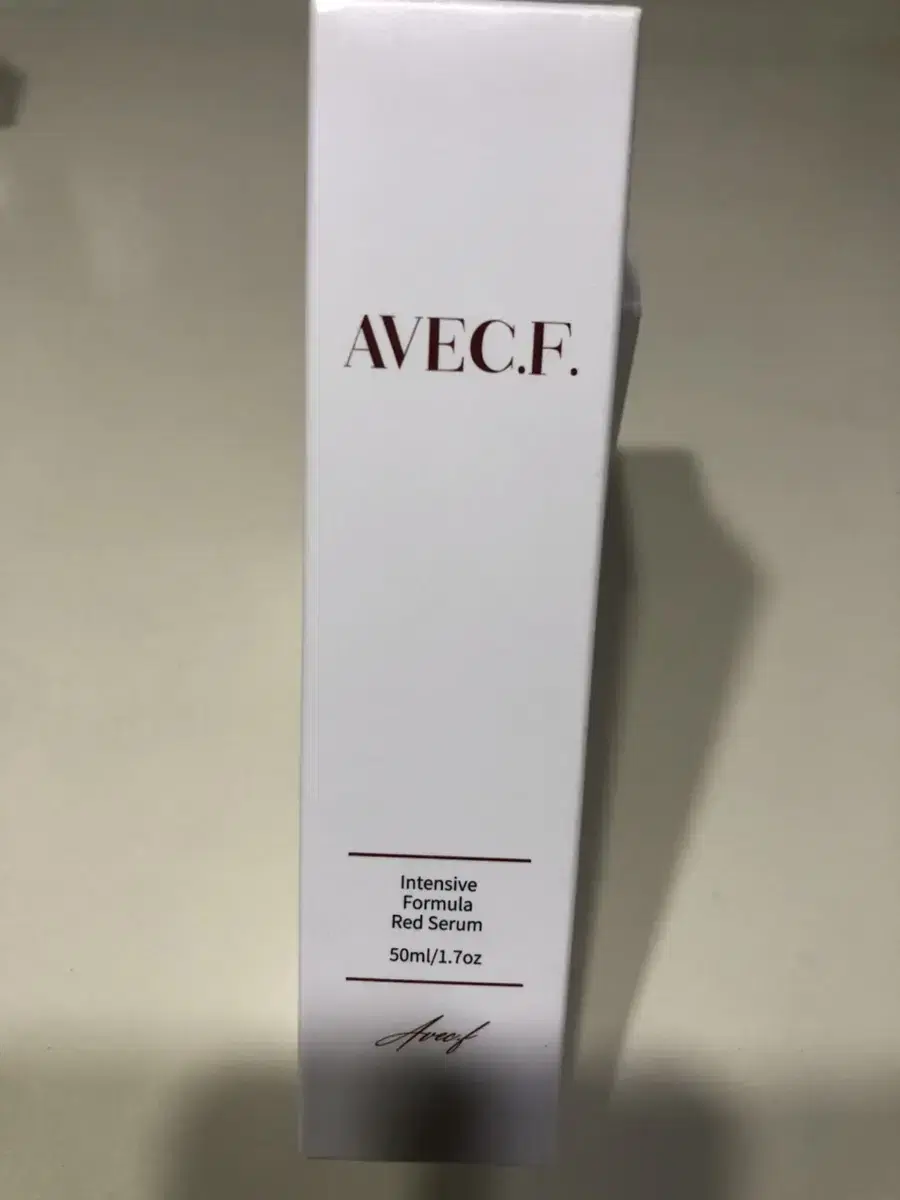 AVEC.F.
Intensive
Formula
Red Serum
50ml/1.7oz
Avec.f